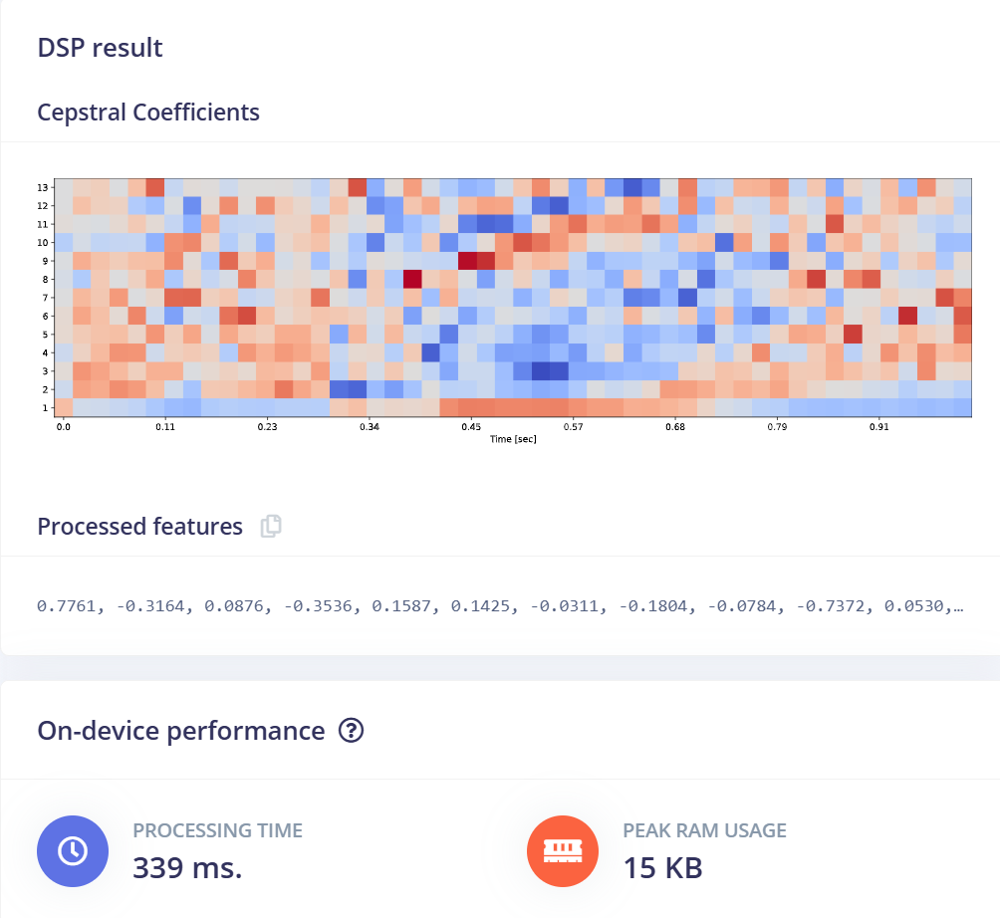 DSP result
Cepstral Coefficients
13
12
11
10
9
8
7
6
5
4
3
2
1
0.0 0.11 0.23 0.34 0.45 0.57 0.68 0.79 0.91
Time [sec]
Processed features
0.7761, -0.3164, 0.0876, -0.3536, 0.1587, 0.1425, -0.0311, -0.1804, -0.0784, -0.7372, 0.0530,…
On-device performance ?
PROCESSING TIME
339 ms.
PEAK RAM USAGE
15 KB